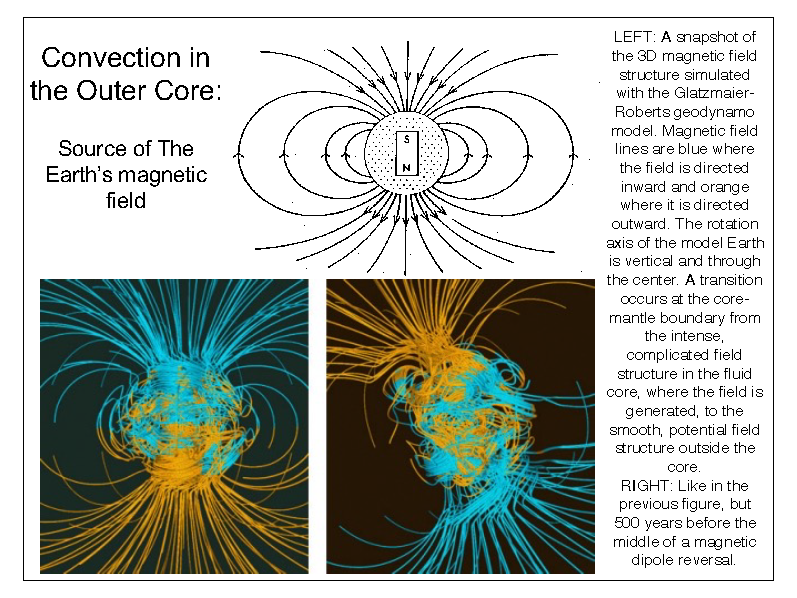 Convection in
the Outer Core:
Source of The
Earth's magnetic
field
S
N
LEFT: A snapshot of
the 3D magnetic field
structure simulated
with the Glatzmaier-
Roberts geodynamo
model. Magnetic field
lines are blue where
the field is directed
inward and orange
where it is directed
outward. The rotation
axis of the model Earth
is vertical and through
the center. A transition
occurs at the core-
mantle boundary from
the intense,
complicated field
structure in the fluid
core, where the field is
generated, to the
smooth, potential field
structure outside the
core.
RIGHT: Like in the
previous figure, but
500 years before the
middle of a magnetic
dipole reversal.